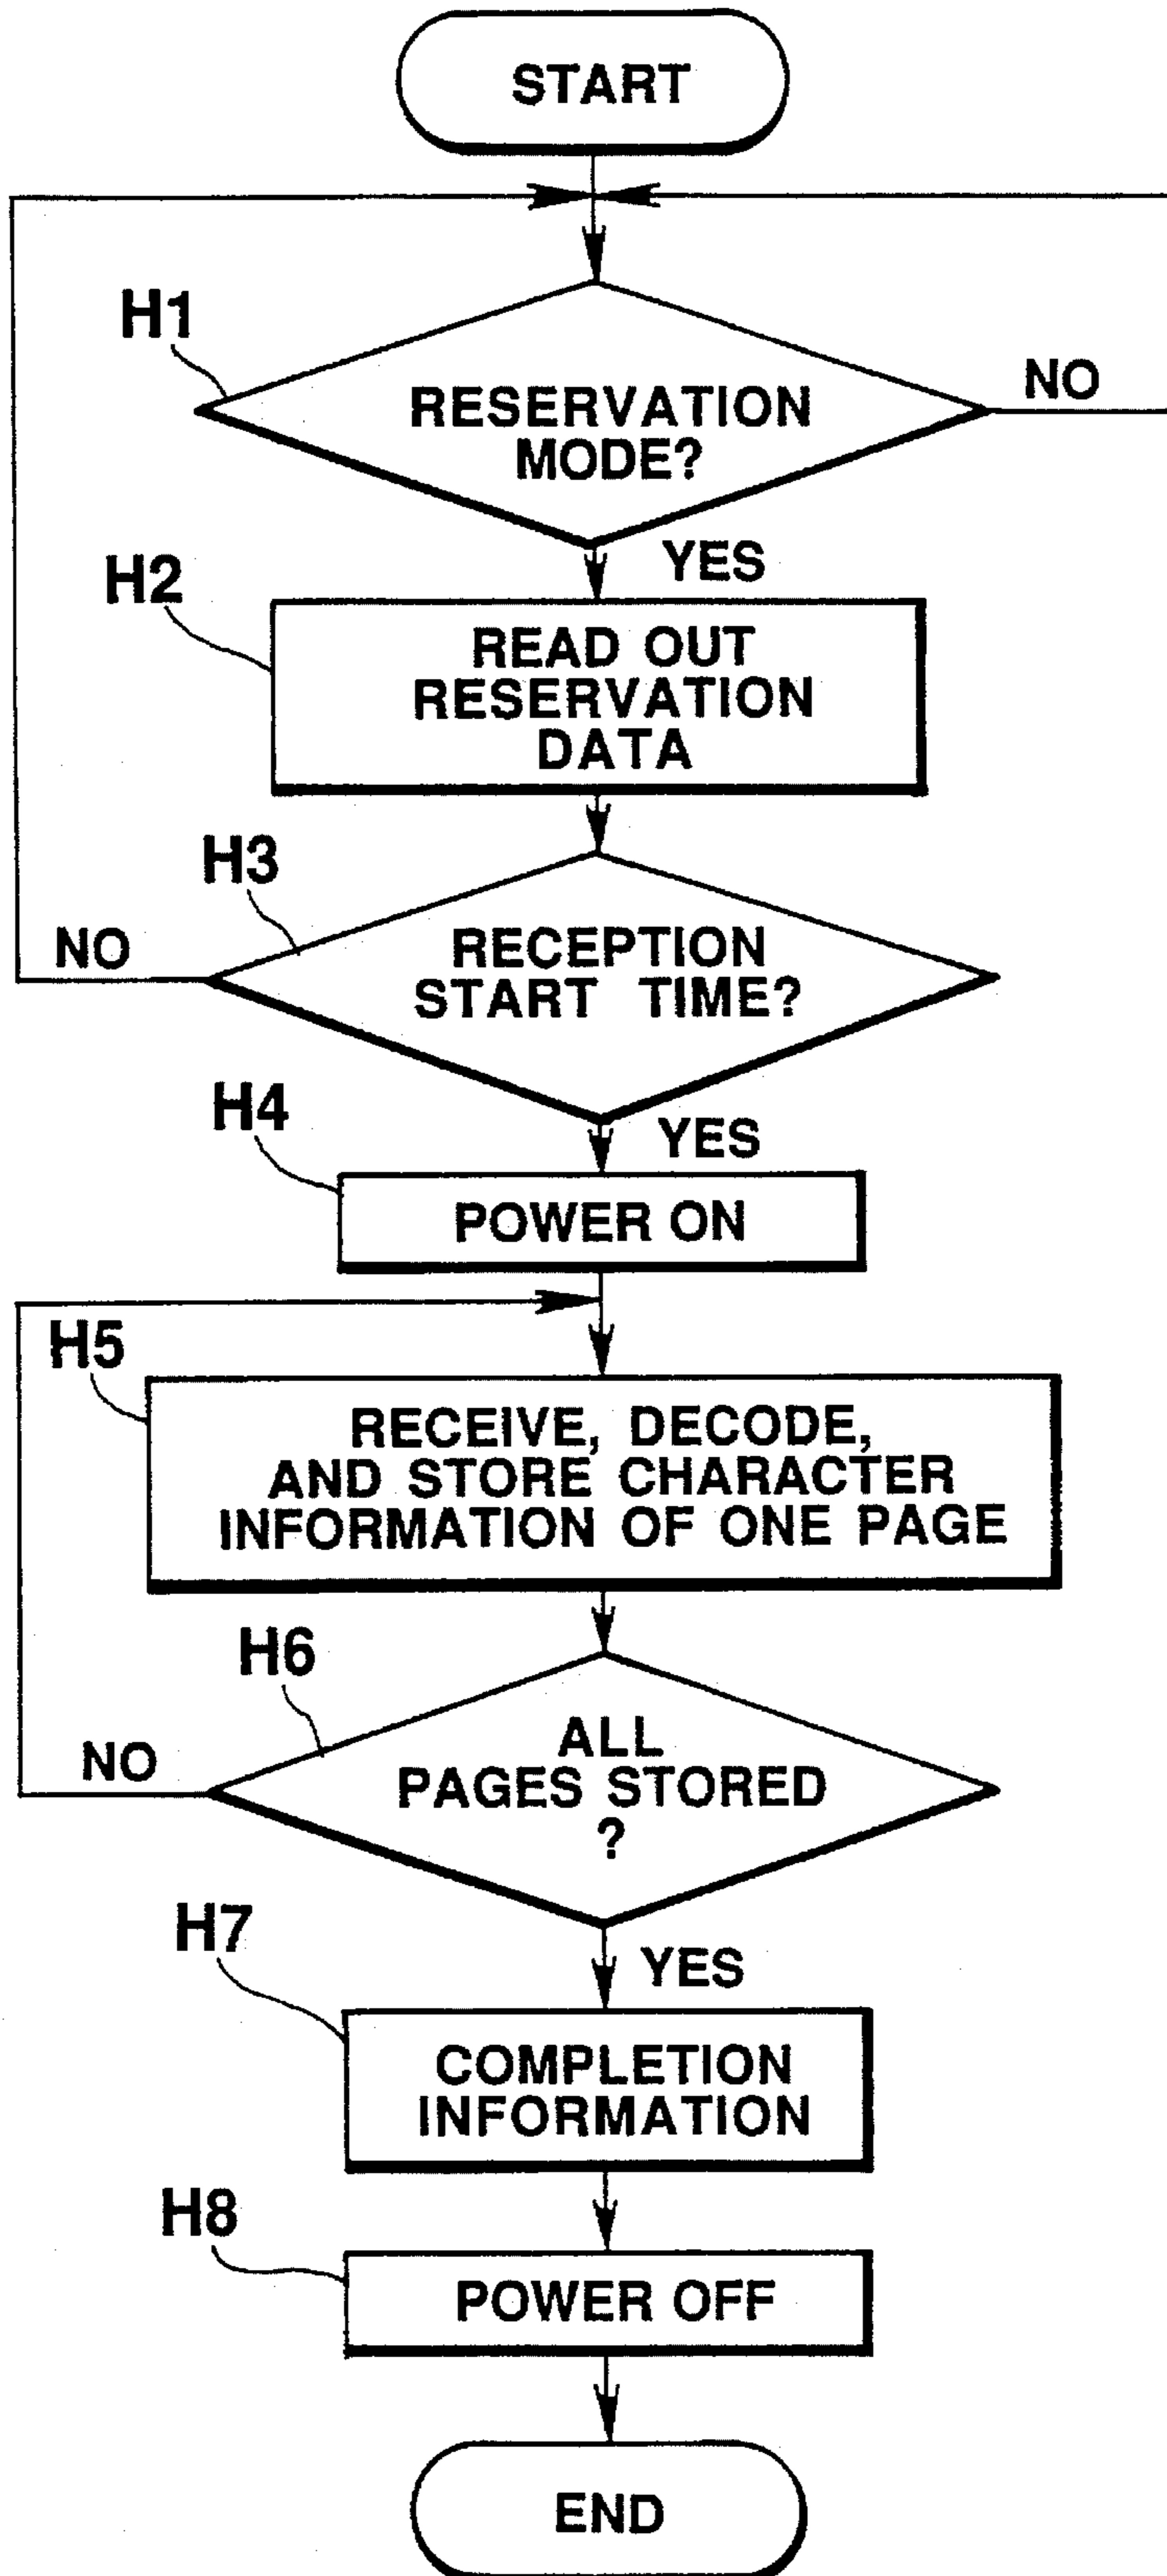 START
H1
RESERVATION
MODE?
NO
YES
H2
READ OUT
RESERVATION
DATA
H3
NO
RECEPTION
START TIME?
H4
YES
POWER ON
H5
RECEIVE, DECODE,
AND STORE CHARACTER
INFORMATION OF ONE PAGE
H6
NO
ALL
PAGES STORED
?
H7
YES
COMPLETION
INFORMATION
H8
POWER OFF
END